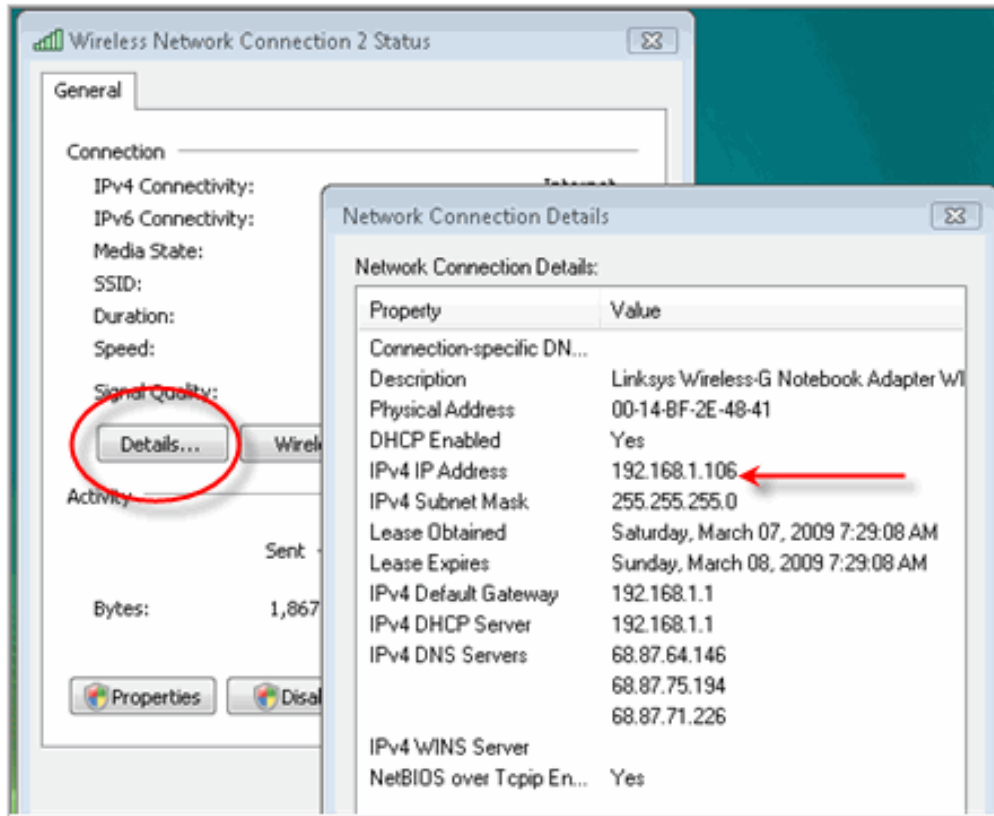 Wireless Network Connection 2 Status
General
Connection
IPv4 Connectivity:
IPv6 Connectivity:
Media State:
SSID:
Duration:
Speed:
Signal Quality:
Details...
Activity
Sent
Bytes: 1,867
Properties
Network Connection Details
Network Connection Details:
Property Value
Connection-specific DN...
Description Linksys Wireless-G Notebook Adapter
Physical Address 00-14-BF-2E-48-41
DHCP Enabled Yes
IPv4 IP Address 192.168.1.106
IPv4 Subnet Mask 255.255.255.0
Lease Obtained Saturday, March 07, 2009 7:29:08 AM
Lease Expires Sunday, March 08, 2009 7:29:08 AM
IPv4 Default Gateway 192.168.1.1
IPv4 DHCP Server 192.168.1.1
IPv4 DNS Servers 68.87.64.146
68.87.75.194
68.87.71.226
IPv4 WINS Server
NetBIOS over Tcpip En... Yes